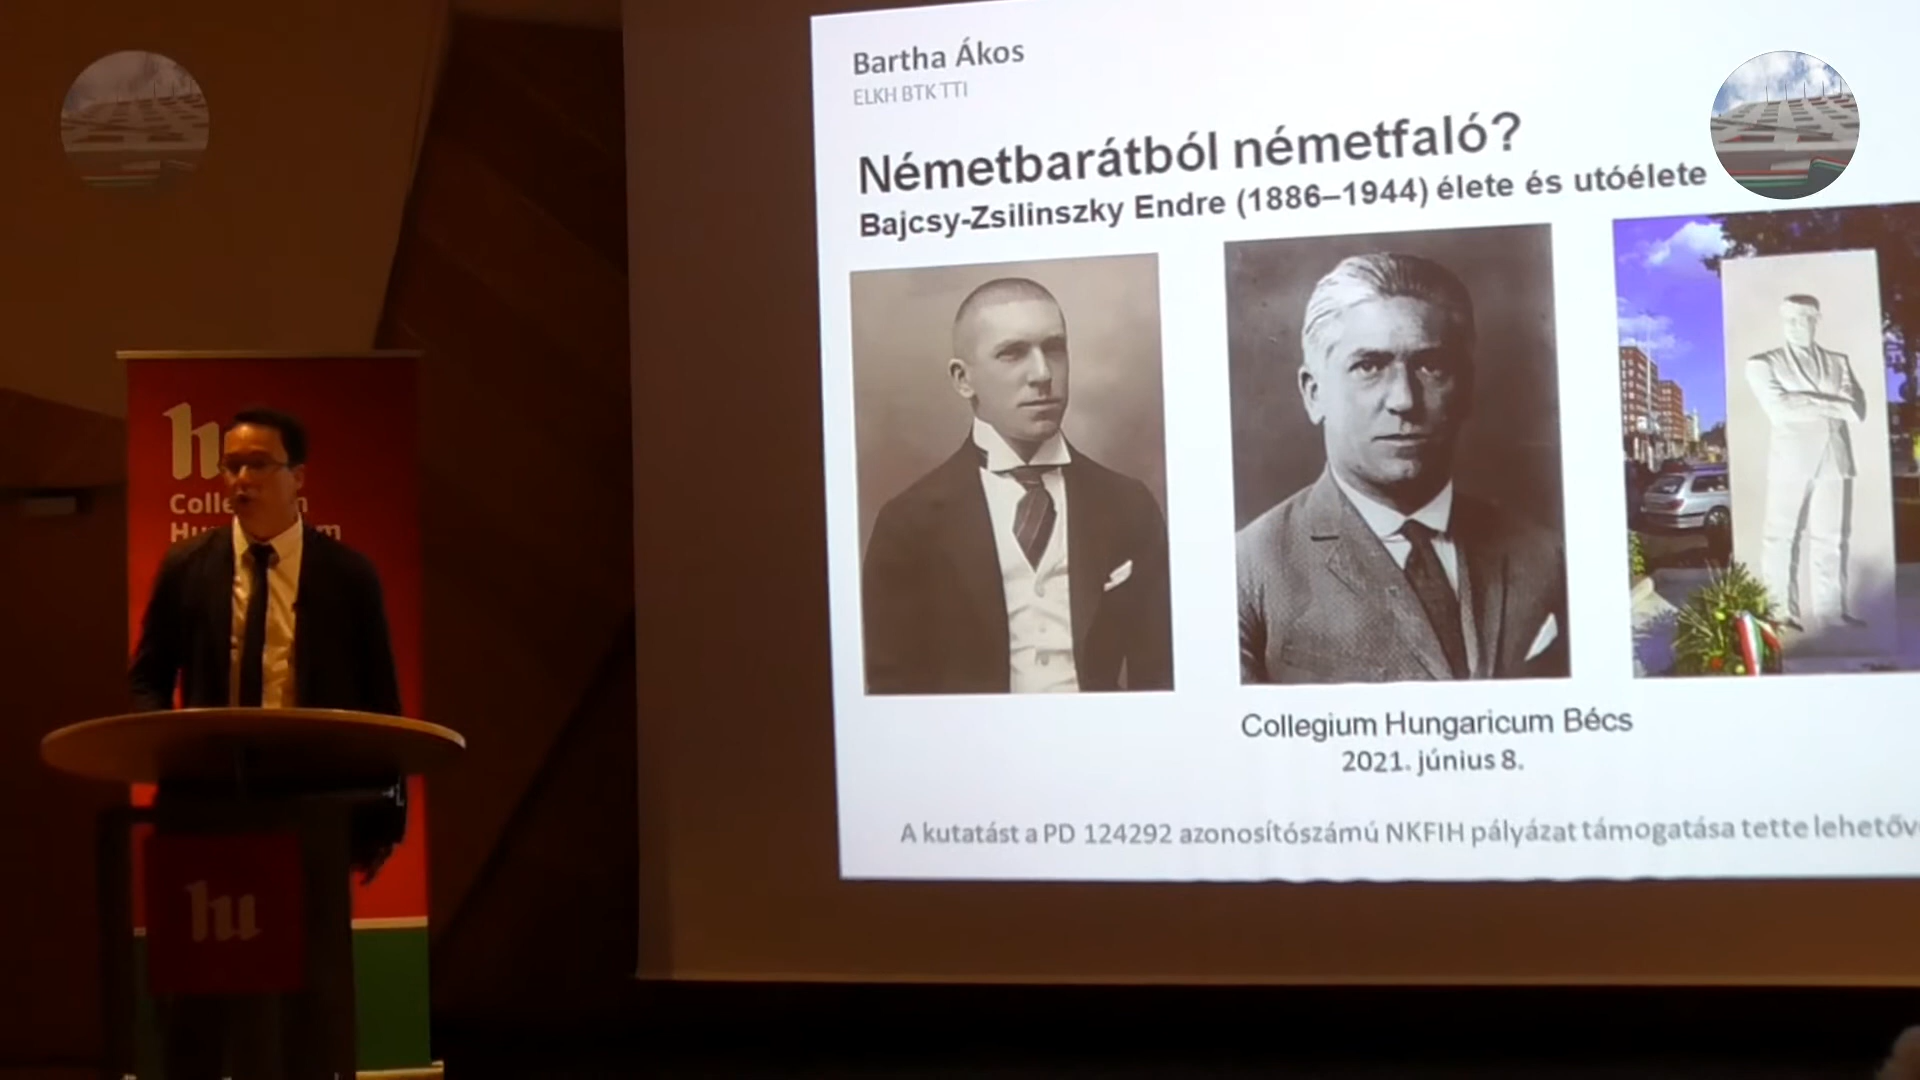 Bartha Ákos
ELKH BTK TTI
Németbarátból németfaló?
Bajcsy-Zsilinszky Endre (1886–1944) élete és utóélete
Collegium Hungaricum Bécs
2021. június 8.
A kutatást a PD 124292 azonosítószámú NKFIH pályázat támogatása tette
hu